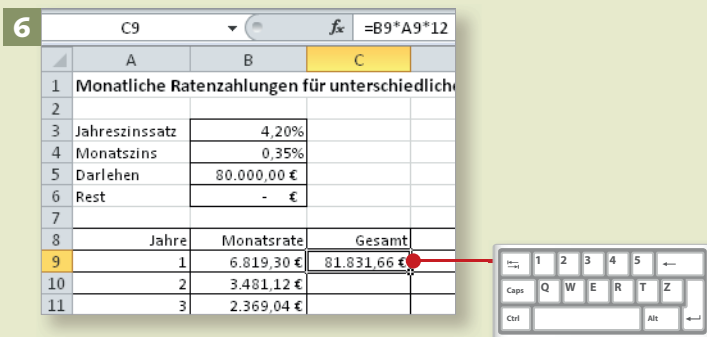 6
C9 fx =B9*A9*12
A B C
1 Monatliche Ratenzahlungen für unterschiedliche
2
3 Jahreszinssatz 4,20%
4 Monatszins 0,35%
5 Darlehen 80.000,00 €
6 Rest - €
7
8 Jahre Monatsrate Gesamt
9 1 6.819,30 € 81.831,66 €
10 2 3.481,12 €
11 3 2.369,04 €
1 2 3 4 5
Caps Q W E R T Z
Ctrl Alt